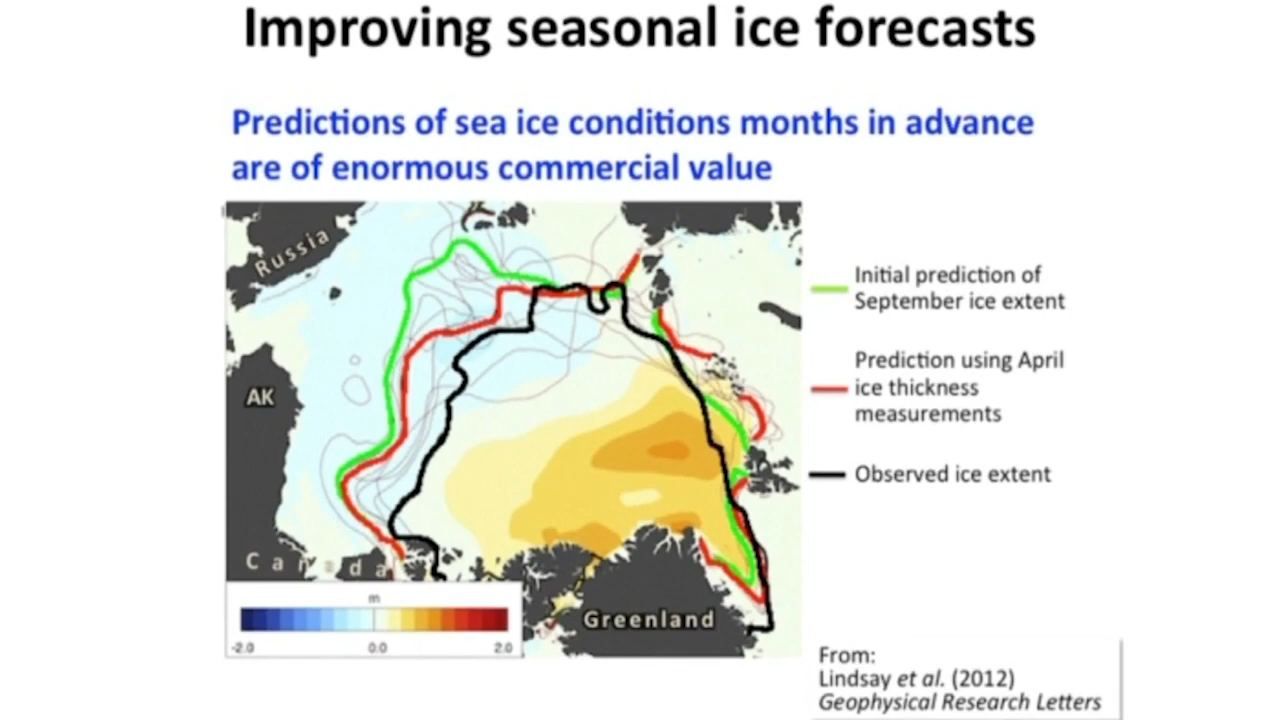 Improving seasonal ice forecasts
Predictions of sea ice conditions months in advance
are of enormous commercial value
Russia
AK
Canada
Greenland
m
-2.0
0.0
2.0
Initial prediction of
September ice extent
Prediction using April
ice thickness
measurements
Observed ice extent
From:
Lindsay et al. (2012)
Geophysical Research Letters